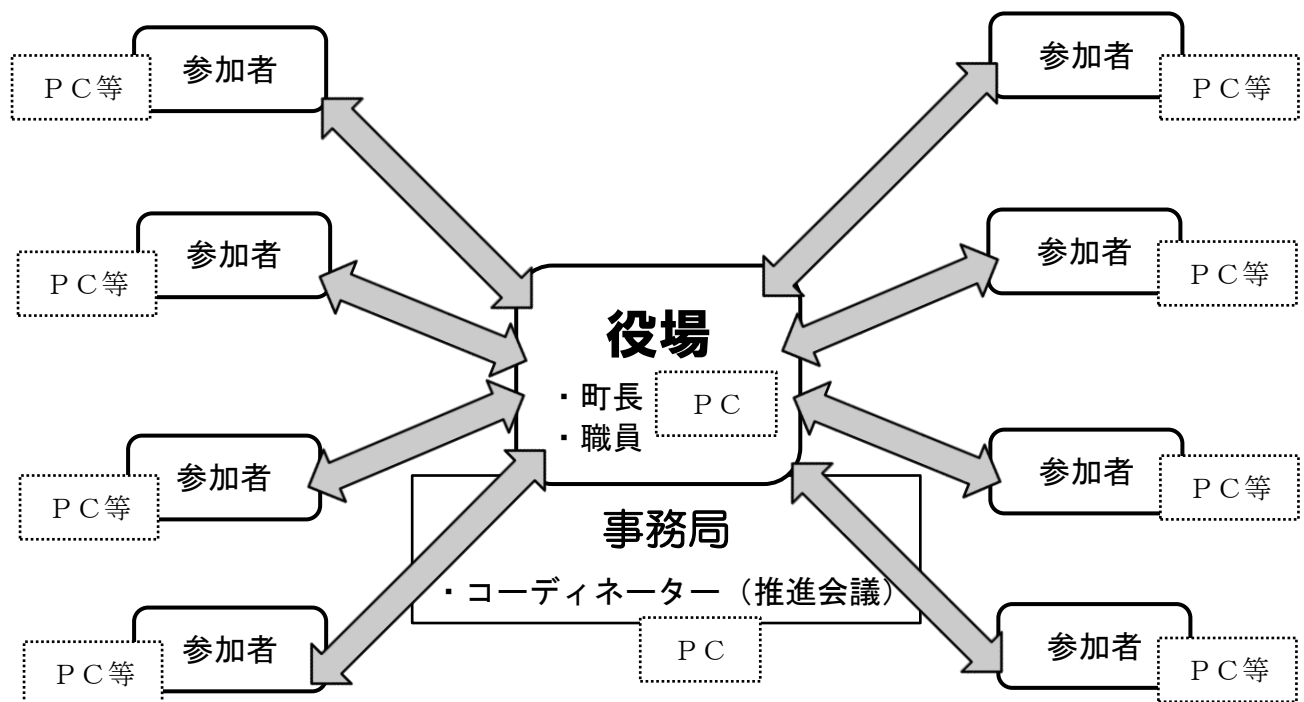 参加者
ＰＣ等
参加者
ＰＣ等
参加者
ＰＣ等
参加者
ＰＣ等
役場
・町長
・職員
ＰＣ
事務局
・コーディネーター（推進会議）
ＰＣ
参加者
ＰＣ等
参加者
ＰＣ等
参加者
ＰＣ等
参加者
ＰＣ等